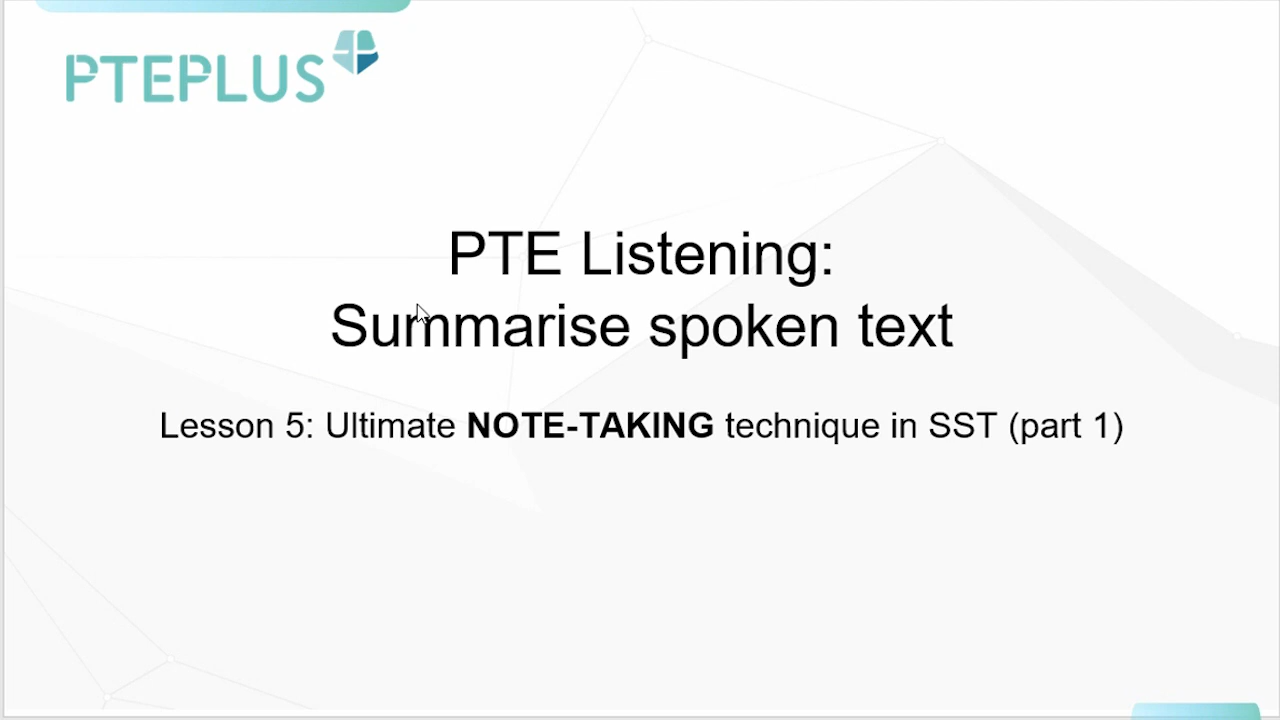 PTEPLUS
PTE Listening:
Summarise spoken text
Lesson 5: Ultimate NOTE-TAKING technique in SST (part 1)